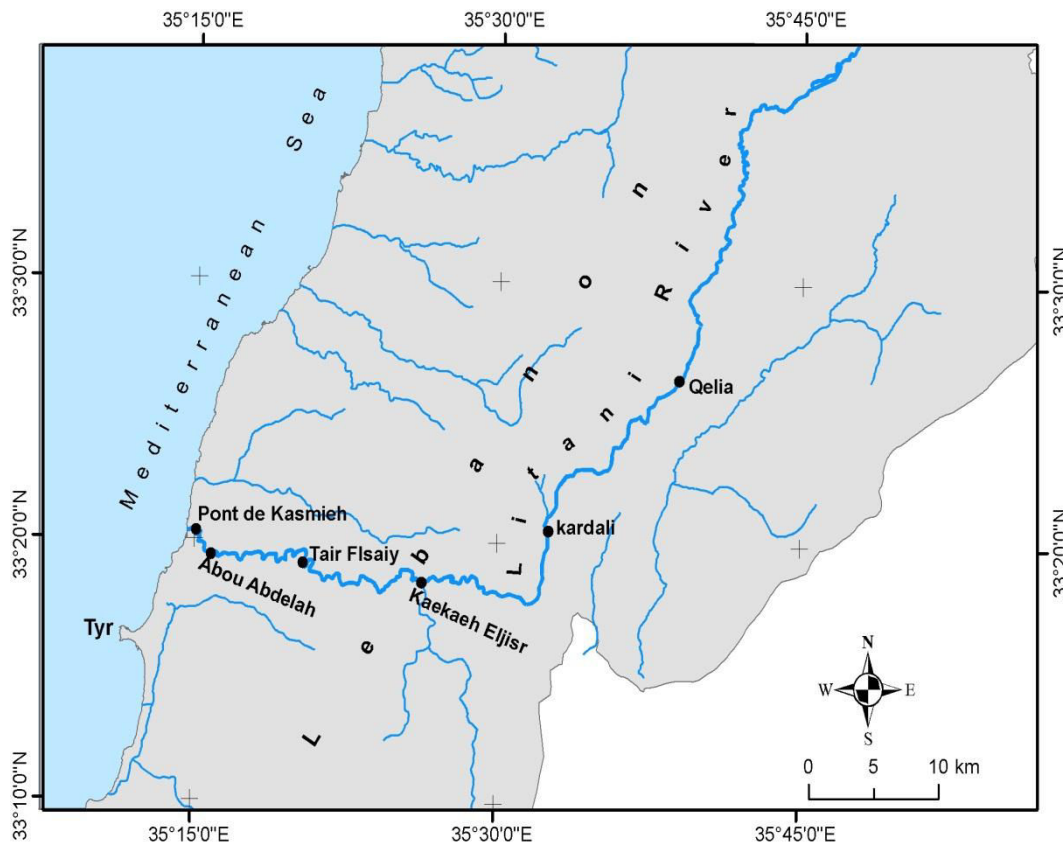 35°15'0"E 35°30'0"E 35°45'0"E
Mediterranean Sea
Lebannon
Litani River
33°30'0"N 33°30'0"N
Qelia
33°20'0"N 33°20'0"N
Pont de Kasmieh
kardali
Tair Flsaiy
Abou Abdelah
Kaekaeh Eljisr
Tyr
N
W E
S
0 5 10 km
33°10'0"N
35°15'0"E 35°30'0"E 35°45'0"E